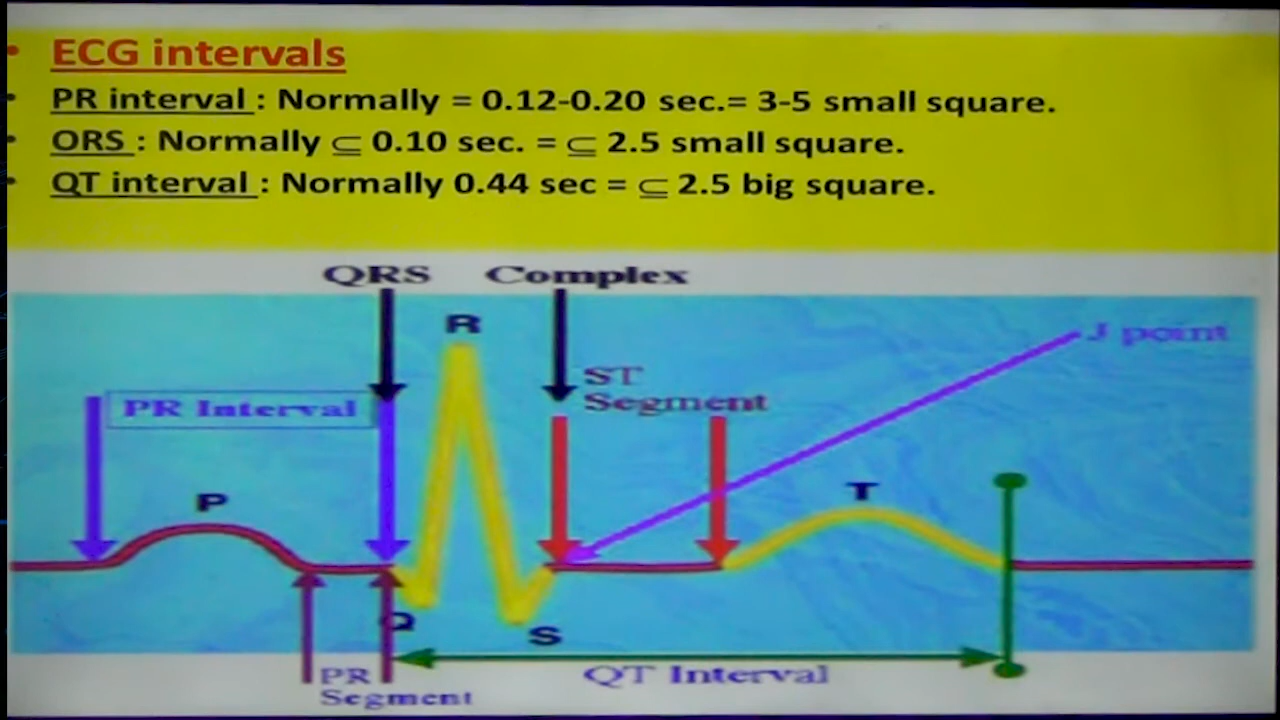 • ECG intervals
• PR interval : Normally = 0.12-0.20 sec.= 3-5 small square.
• QRS : Normally ⊆ 0.10 sec. = ⊆ 2.5 small square.
• QT interval : Normally 0.44 sec = ⊆ 2.5 big square.
QRS Complex
R
J point
ST
Segment
PR Interval
P
T
Q
S
PR
Segment
QT Interval